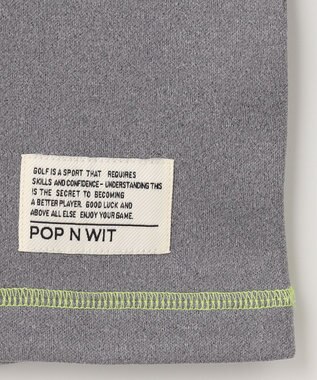 GOLF IS A SPORT THAT REQUIRES
SKILLS AND CONFIDENCE - UNDERSTANDING THIS
IS THE SECRET TO BECOMING
A BETTER PLAYER. GOOD LUCK AND
ABOVE ALL ELSE ENJOY YOUR GAME.
POP N WIT